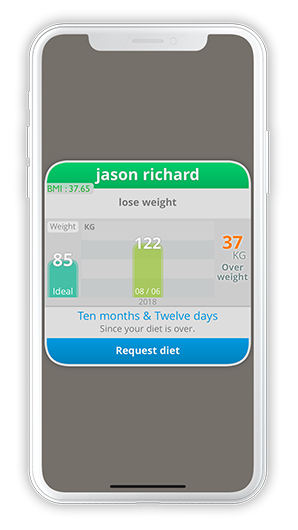 jason richard
BMI : 37.65
lose weight
Weight KG
85
Ideal
122
08 / 06
2018
37
KG
Over
weight
Ten months & Twelve days
Since your diet is over.
Request diet